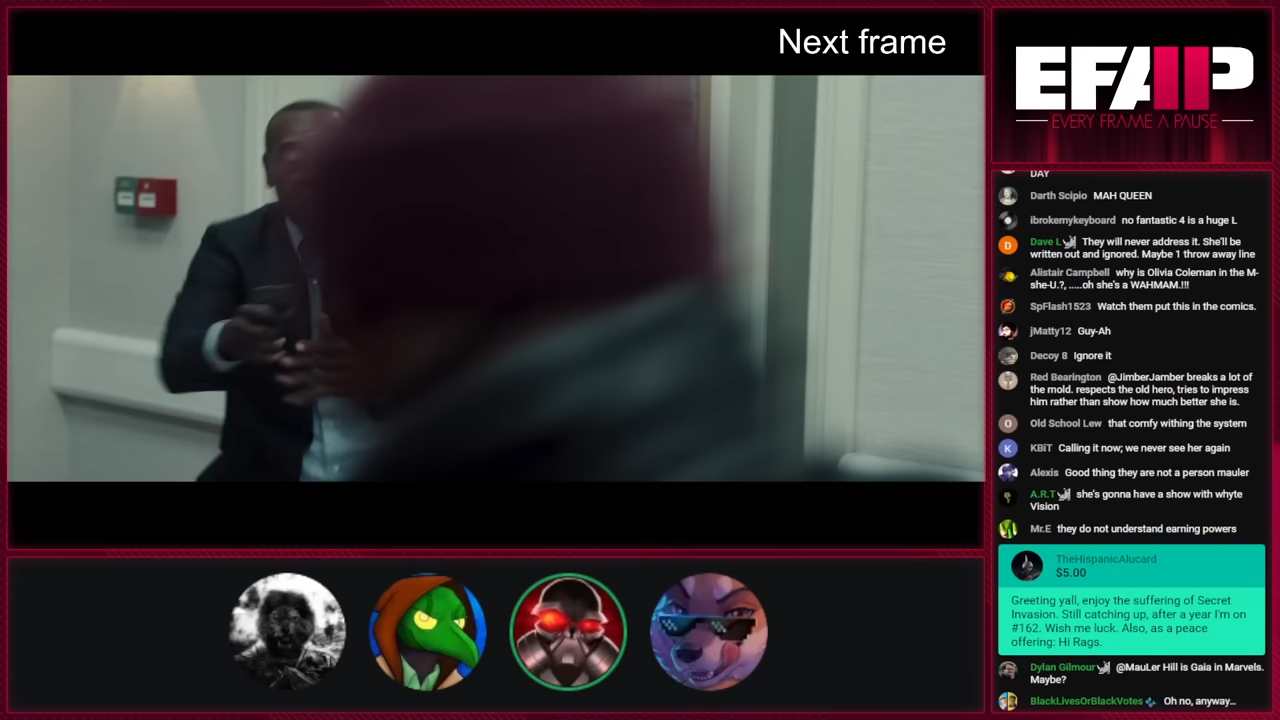 Next frame
EFAP
EVERY FRAME A PAUSE
DAY
Darth Scipio MAH QUEEN
ibrokemykeyboard no fantastic 4 is a huge L
Dave L They will never address it. She'll be
written out and ignored. Maybe 1 throw away line
Alistair Campbell why is Olivia Coleman in the M-
she-U.?, .....oh she's a WAHMAM.!!!
SpFlash1523 Watch them put this in the comics.
jMatty12 Guy-Ah
Decoy 8 Ignore it
Red Bearington @JimberJamber breaks a lot of
the mold. respects the old hero, tries to impress
him rather than show how much better she is.
Old School Lew that comfy withing the system
KBiT Calling it now; we never see her again
Alexis Good thing they are not a person mauler
A.R.T she's gonna have a show with whyte
Vision
Mr.E they do not understand earning powers
TheHispanicAlucard
$5.00
Greeting yall, enjoy the suffering of Secret
Invasion. Still catching up, after a year I'm on
#162. Wish me luck. Also, as a peace
offering: Hi Rags.
Dylan Gilmour @MauLer Hill is Gaia in Marvels.
Maybe?
BlackLivesOrBlackVotes Oh no, anyway...